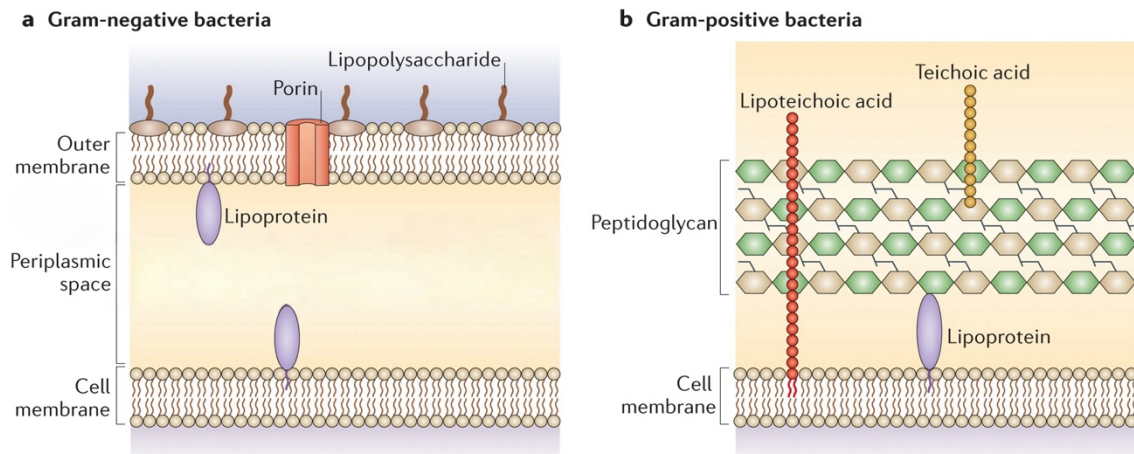 a Gram-negative bacteria
Lipopolysaccharide
Porin
Outer
membrane
Lipoprotein
Periplasmic
space
Cell
membrane
b Gram-positive bacteria
Teichoic acid
Lipoteichoic acid
Peptidoglycan
Lipoprotein
Cell
membrane